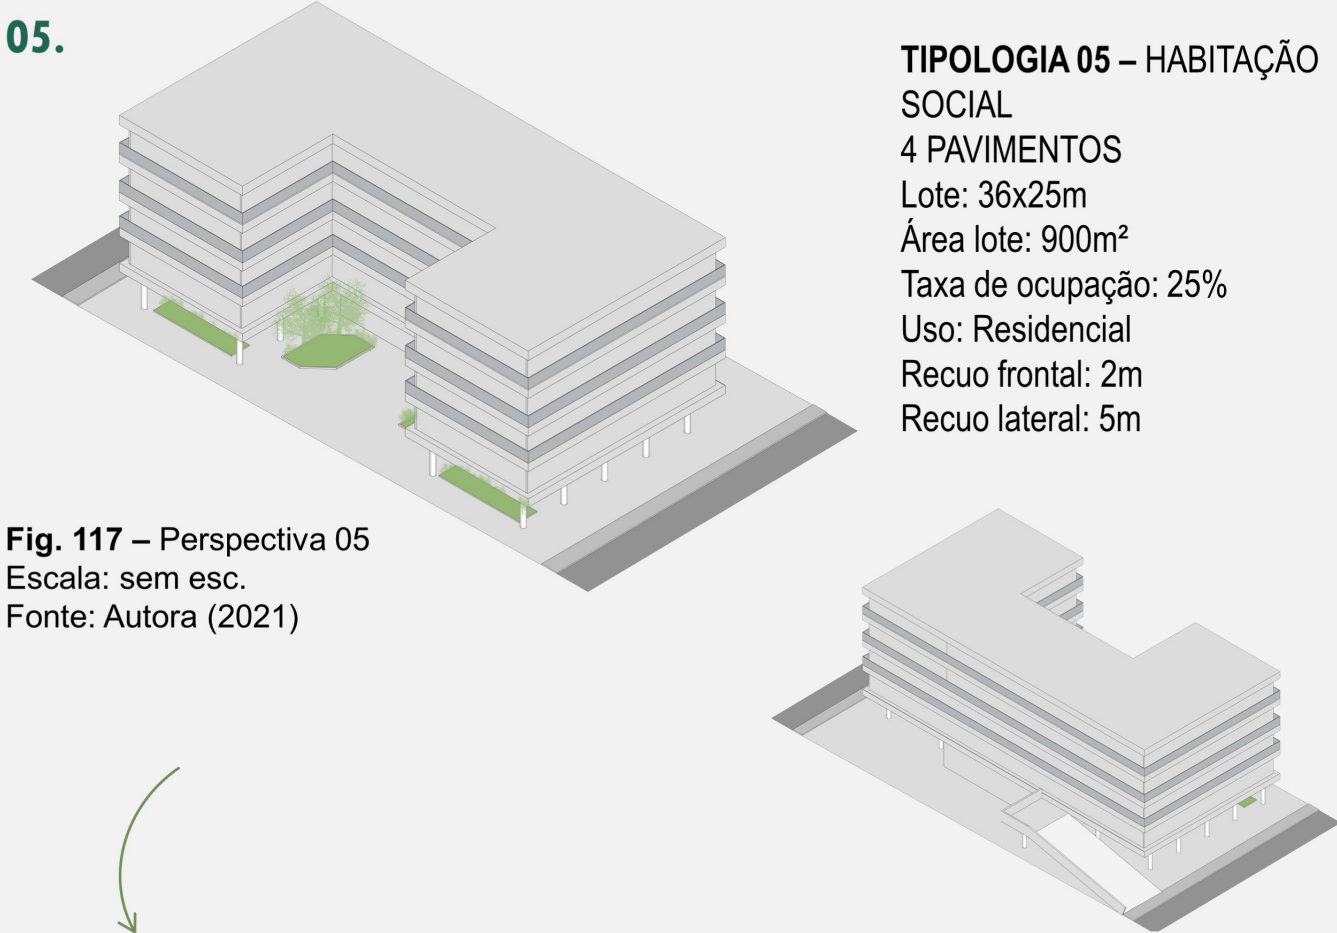 05.
TIPOLOGIA 05 – HABITAÇÃO
SOCIAL
4 PAVIMENTOS
Lote: 36x25m
Área lote: 900m²
Taxa de ocupação: 25%
Uso: Residencial
Recuo frontal: 2m
Recuo lateral: 5m
Fig. 117 – Perspectiva 05
Escala: sem esc.
Fonte: Autora (2021)